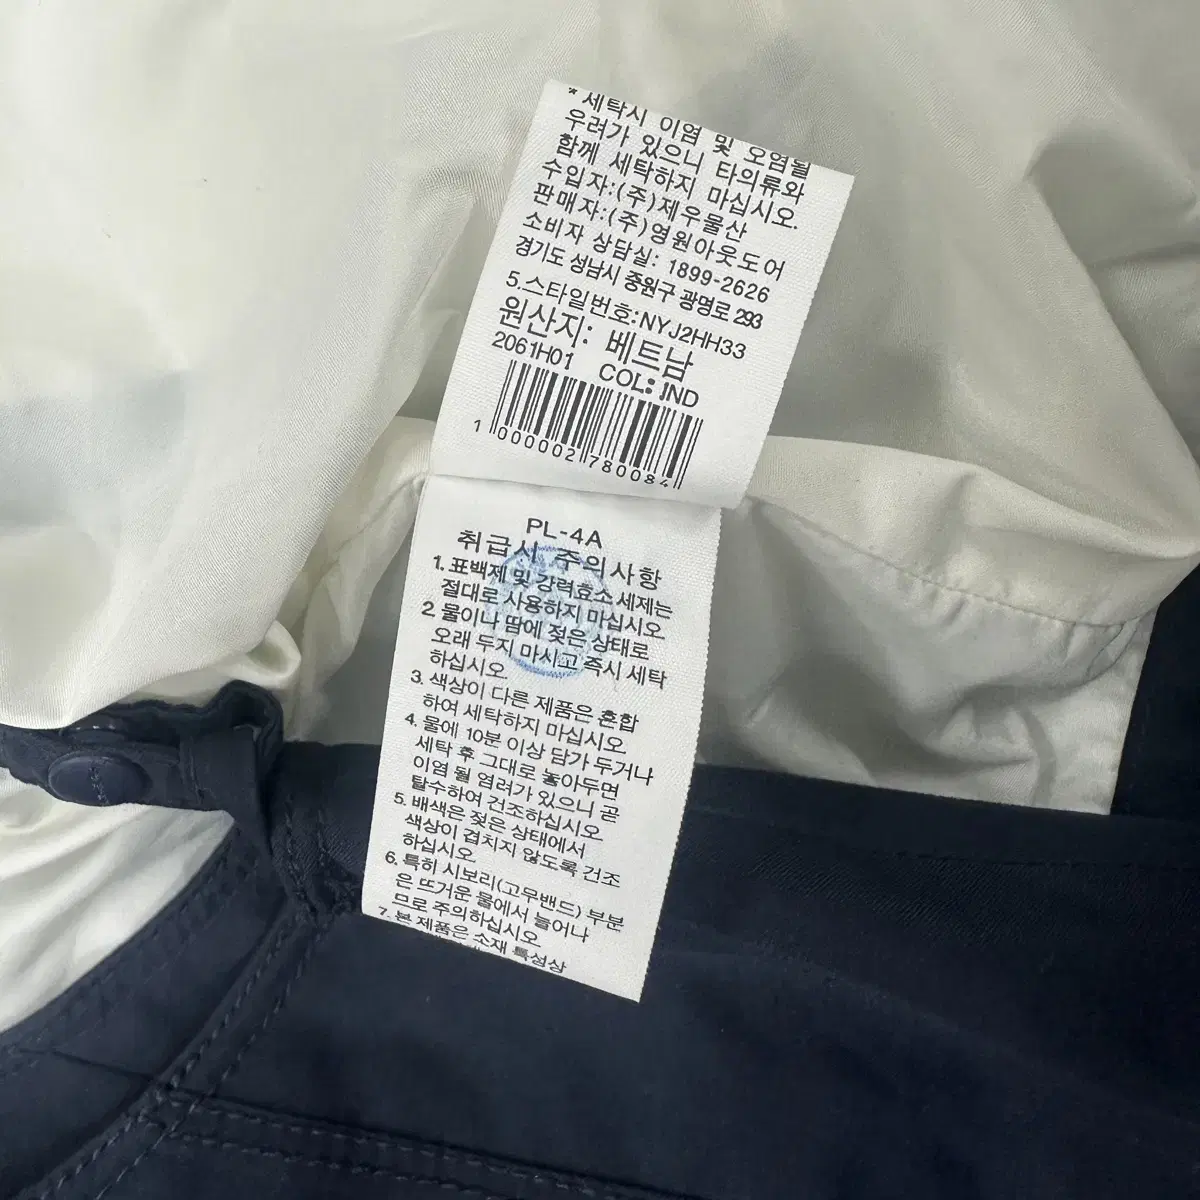 * 세탁시 이염 및 오염될
우려가 있으니 타의류와
함께 세탁하지 마십시오.
수입자:(주)제우물산
판매자:(주)영원아웃도어
소비자 상담실: 1899-2626
경기도 성남시 중원구 광명로 293
5.스타일번호:NYJ2HH33
원산지: 베트남
2061H01 COL: JND
1 000002 780084
PL-4A
취급시 주의사항
1. 표백제 및 강력효소 세제는
절대로 사용하지 마십시오
2. 물이나 땀에 젖은 상태로
오래 두지 마시고 즉시 세탁
하십시오.
3. 색상이 다른 제품은 혼합
하여 세탁하지 마십시오.
4. 물에 10분 이상 담가 두거나
세탁 후 그대로 놓아두면
이염 될 염려가 있으니 곧
탈수하여 건조하십시오
5. 배색은 젖은 상태에서
색상이 겹치지 않도록 건조
하십시오.
6. 특히 시보리(고무밴드) 부분
은 뜨거운 물에서 늘어나
므로 주의하십시오
7. 본 제품은 소재 특성상